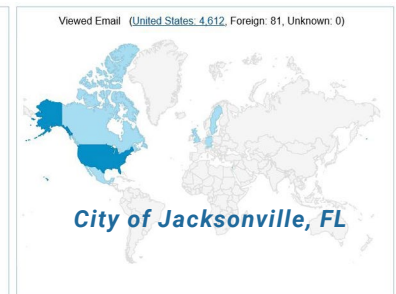 Viewed Email (United States: 4,612, Foreign: 81, Unknown: 0)
City of Jacksonville, FL